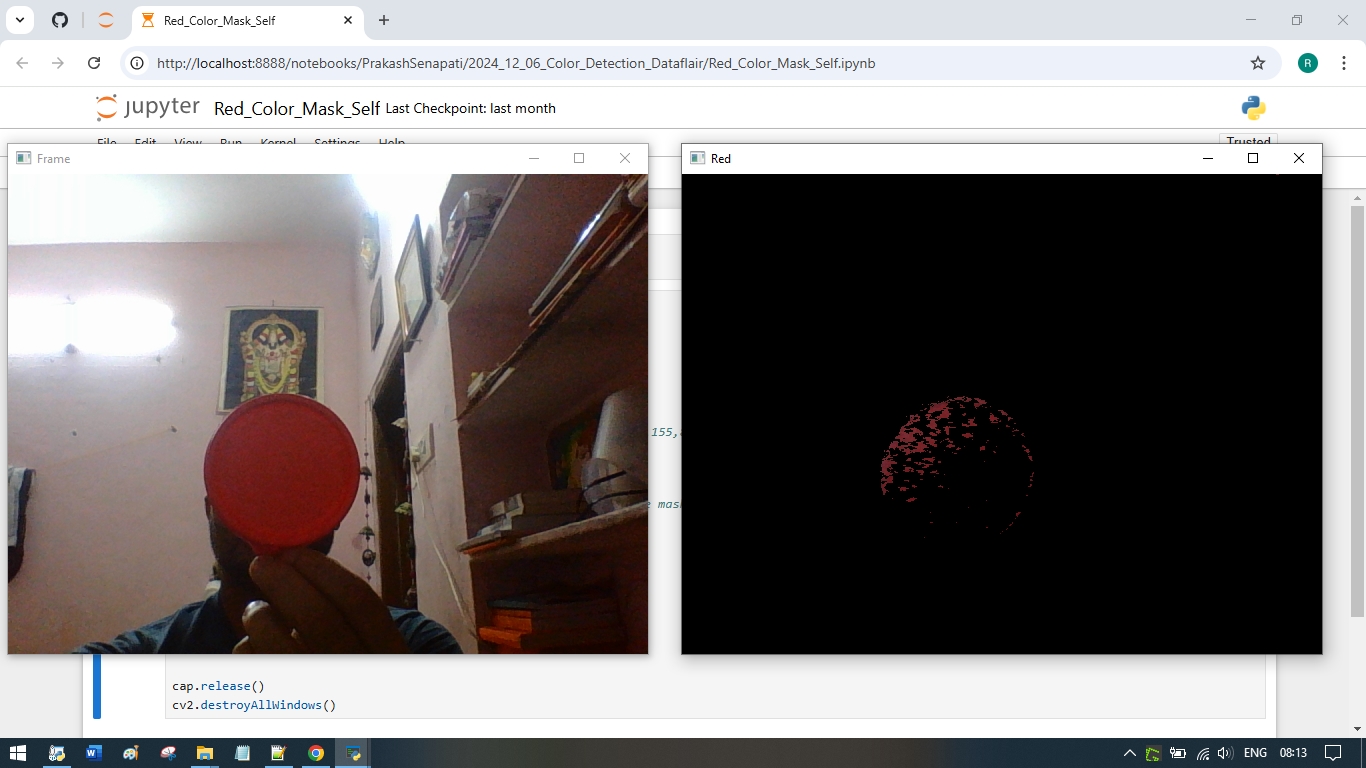 Red_Color_Mask_Self
http://localhost:8888/notebooks/PrakashSenapati/2024_12_06_Color_Detection_Dataflair/Red_Color_Mask_Self.ipynb
R
jupyter Red_Color_Mask_Self Last Checkpoint: last month
File Edit View Run Kernel Settings Help
Trusted
Frame
Red
155,
e mas
cap.release()
cv2.destroyAllWindows()
ENG 08:13